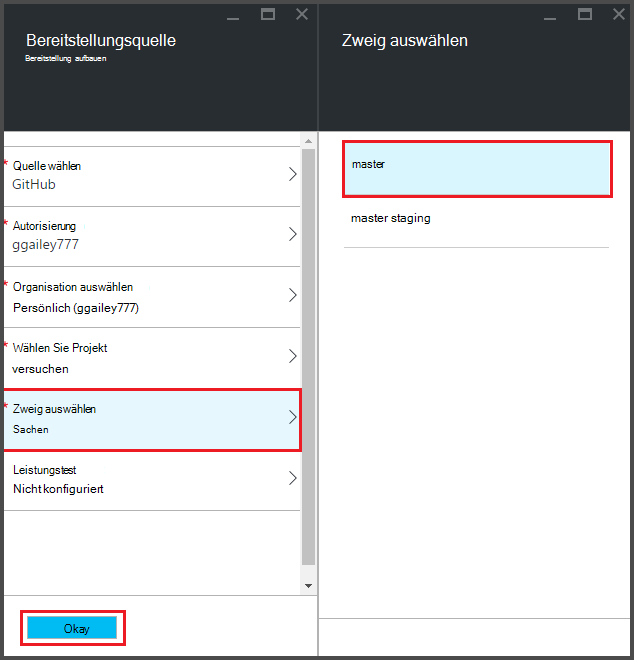 Bereitstellungsquelle
Bereitstellung aufbauen
* Quelle wählen
GitHub
* Autorisierung
ggailey777
* Organisation auswählen
Persönlich (ggailey777)
* Wählen Sie Projekt
versuchen
* Zweig auswählen
Sachen
Leistungstest
Nicht konfiguriert
Okay
Zweig auswählen
master
master staging